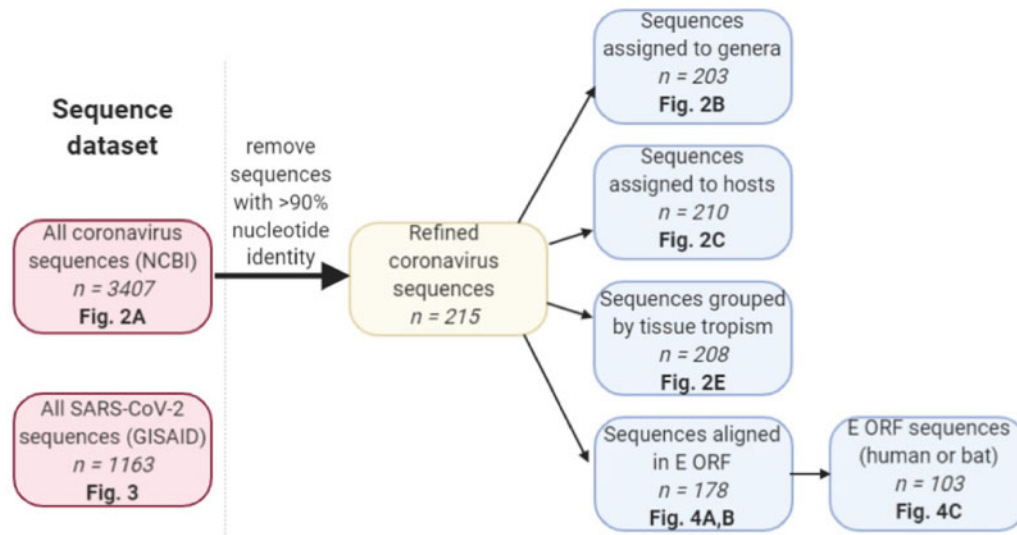 Sequence
dataset
All coronavirus
sequences (NCBI)
n = 3407
Fig. 2A
All SARS-CoV-2
sequences (GISAID)
n = 1163
Fig. 3
remove
sequences
with >90%
nucleotide
identity
Refined
coronavirus
sequences
n = 215
Sequences
assigned to genera
n = 203
Fig. 2B
Sequences
assigned to hosts
n = 210
Fig. 2C
Sequences grouped
by tissue tropism
n = 208
Fig. 2E
Sequences aligned
in E ORF
n = 178
Fig. 4A,B
E ORF sequences
(human or bat)
n = 103
Fig. 4C